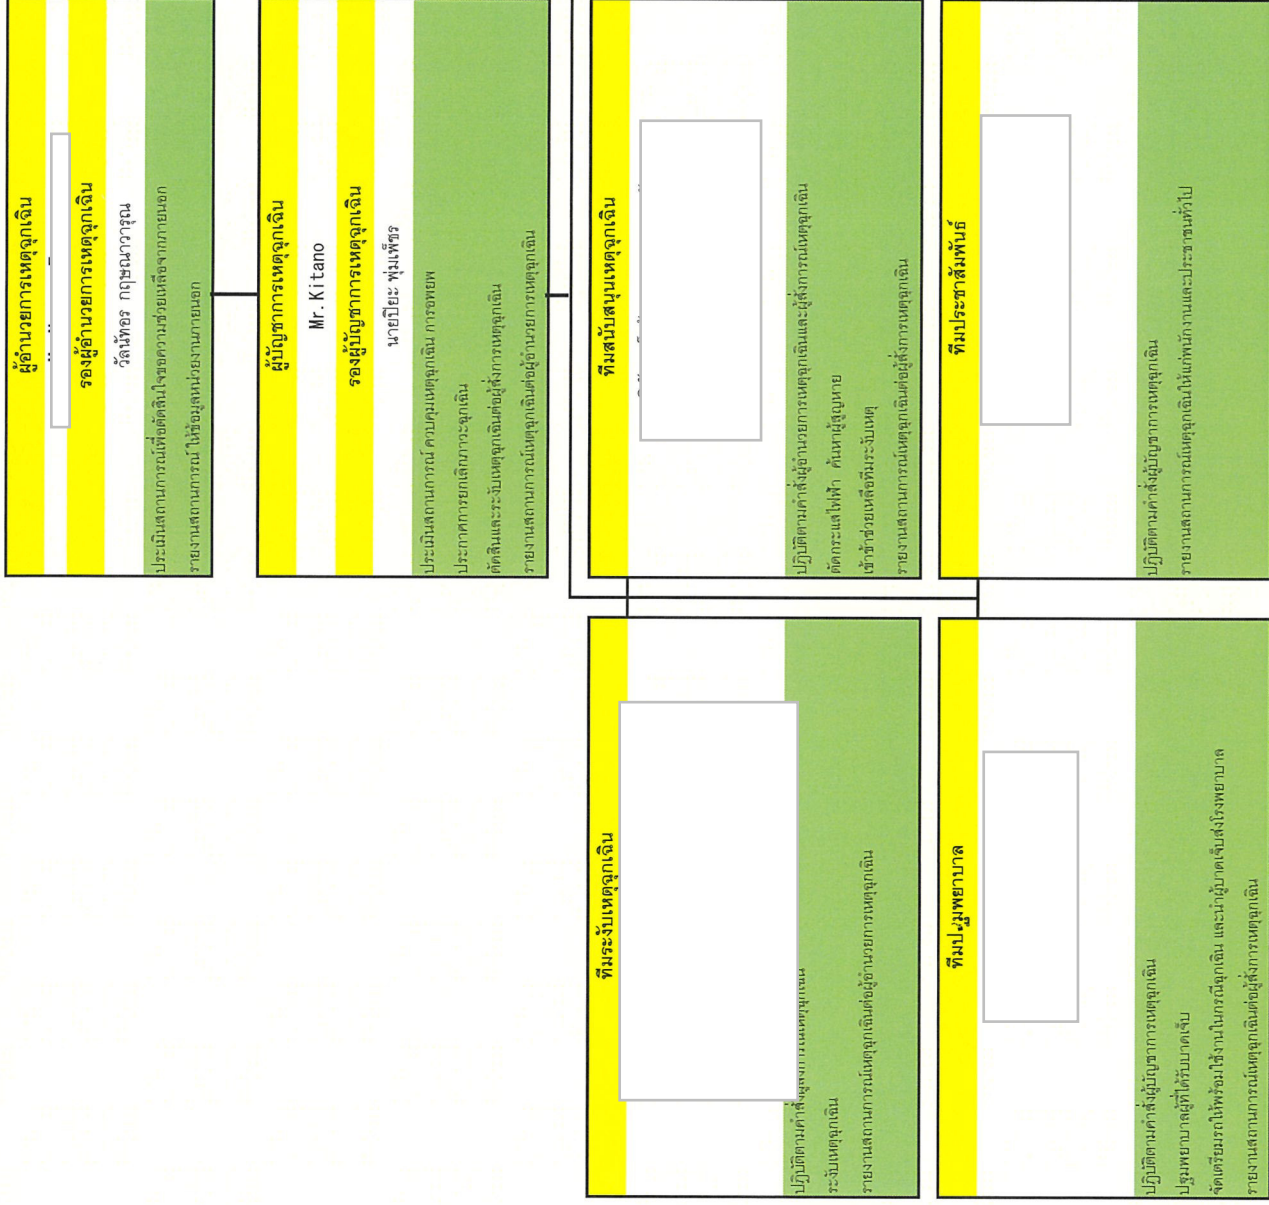 ผู้อำนวยการเหตุฉุกเฉิน
รองผู้อำนวยการเหตุฉุกเฉิน
วัลนัทอร กฤษณาวารุณ
ประเมินสถานการณ์เพื่อตัดสินใจขอความช่วยเหลือจากภายนอก
รายงานสถานการณ์ ให้ข้อมูลหน่วยงานภายนอก
ผู้บัญชาการเหตุฉุกเฉิน
Mr.Kitano
รองผู้บัญชาการเหตุฉุกเฉิน
นายปิยะ พุ่มเพ็ชร
ประเมินสถานการณ์ ควบคุมเหตุฉุกเฉิน การอพยพ
ประกาศการยกเลิกภาวะฉุกเฉิน
ตัดสินและระงับเหตุฉุกเฉินต่อผู้สั่งการเหตุฉุกเฉิน
รายงานสถานการณ์เหตุฉุกเฉินต่อผู้อำนวยการเหตุฉุกเฉิน
ทีมระงับเหตุฉุกเฉิน
ปฏิบัติตามคำสั่งผู้สั่งการในเหตุฉุกเฉิน
ระงับเหตุฉุกเฉิน
รายงานสถานการณ์เหตุฉุกเฉินต่อผู้อำนวยการเหตุฉุกเฉิน
ทีมสนับสนุนเหตุฉุกเฉิน
ปฏิบัติตามคำสั่งผู้อำนวยการเหตุฉุกเฉินและผู้สั่งการณ์เหตุฉุกเฉิน
ตัดกระแสไฟฟ้า ค้นหาผู้สูญหาย
เข้าช่วยเหลือทีมระงับเหตุ
รายงานสถานการณ์เหตุฉุกเฉินต่อผู้สั่งการเหตุฉุกเฉิน
ทีมปฐมพยาบาล
ปฏิบัติตามคำสั่งผู้บัญชาการเหตุฉุกเฉิน
ปฐมพยาบาลผู้ที่ได้รับบาดเจ็บ
จัดเตรียมรถให้พร้อมใช้งานในกรณีฉุกเฉิน และนำผู้บาดเจ็บส่งโรงพยาบาล
รายงานสถานการณ์เหตุฉุกเฉินต่อผู้สั่งการเหตุฉุกเฉิน
ทีมประชาสัมพันธ์
ปฏิบัติตามคำสั่งผู้บัญชาการเหตุฉุกเฉิน
รายงานสถานการณ์เหตุฉุกเฉินให้แก่พนักงานและประชาชนทั่วไป